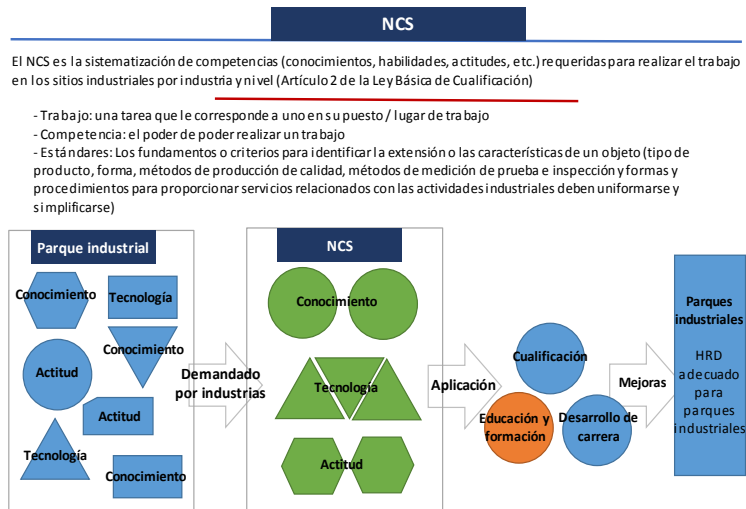 NCS
El NCS es la sistematización de competencias (conocimientos, habilidades, actitudes, etc.) requeridas para realizar el trabajo
en los sitios industriales por industria y nivel (Artículo 2 de la Ley Básica de Cualificación)
- Trabajo: una tarea que le corresponde a uno en su puesto / lugar de trabajo
- Competencia: el poder de poder realizar un trabajo
- Estándares: Los fundamentos o criterios para identificar la extensión o las características de un objeto (tipo de
producto, forma, métodos de producción de calidad, métodos de medición de prueba e inspección y formas y
procedimientos para proporcionar servicios relacionados con las actividades industriales deben uniformarse y
simplificarse)
Parque industrial
Conocimiento
Tecnología
Conocimiento
Actitud
Actitud
Tecnología
Conocimiento
Demandado
por industrias
NCS
Conocimiento
Tecnología
Actitud
Aplicación
Cualificación
Educación y
formación
Desarrollo de
carrera
Mejoras
Parques
industriales
HRD
adecuado
para
parques
industriales